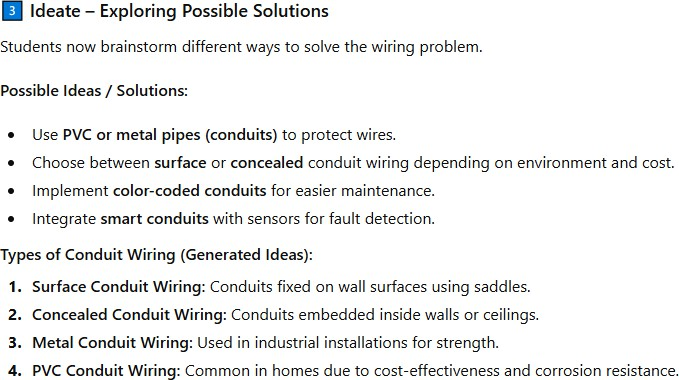 3 Ideate – Exploring Possible Solutions
Students now brainstorm different ways to solve the wiring problem.
Possible Ideas / Solutions:
• Use PVC or metal pipes (conduits) to protect wires.
• Choose between surface or concealed conduit wiring depending on environment and cost.
• Implement color-coded conduits for easier maintenance.
• Integrate smart conduits with sensors for fault detection.
Types of Conduit Wiring (Generated Ideas):
1. Surface Conduit Wiring: Conduits fixed on wall surfaces using saddles.
2. Concealed Conduit Wiring: Conduits embedded inside walls or ceilings.
3. Metal Conduit Wiring: Used in industrial installations for strength.
4. PVC Conduit Wiring: Common in homes due to cost-effectiveness and corrosion resistance.